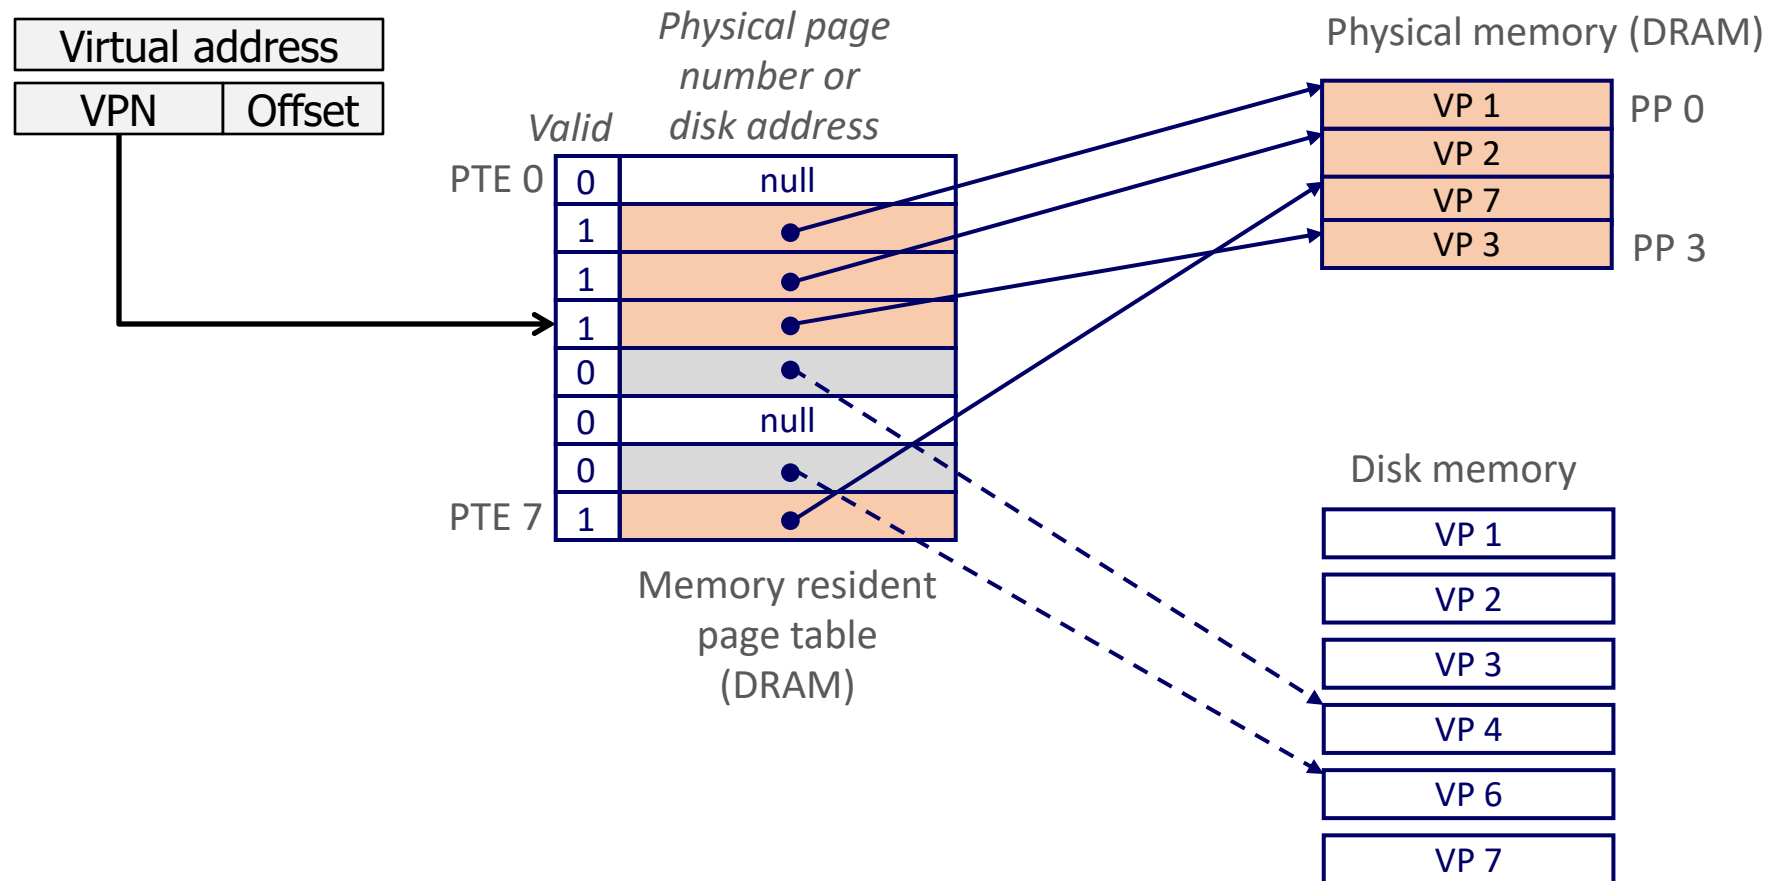 Virtual address
VPN Offset
Physical page
number or
disk address
Valid
PTE 0 0 null
1
1
1
0
0 null
0
PTE 7 1
Memory resident
page table
(DRAM)
Physical memory (DRAM)
VP 1 PP 0
VP 2
VP 7
VP 3 PP 3
Disk memory
VP 1
VP 2
VP 3
VP 4
VP 6
VP 7